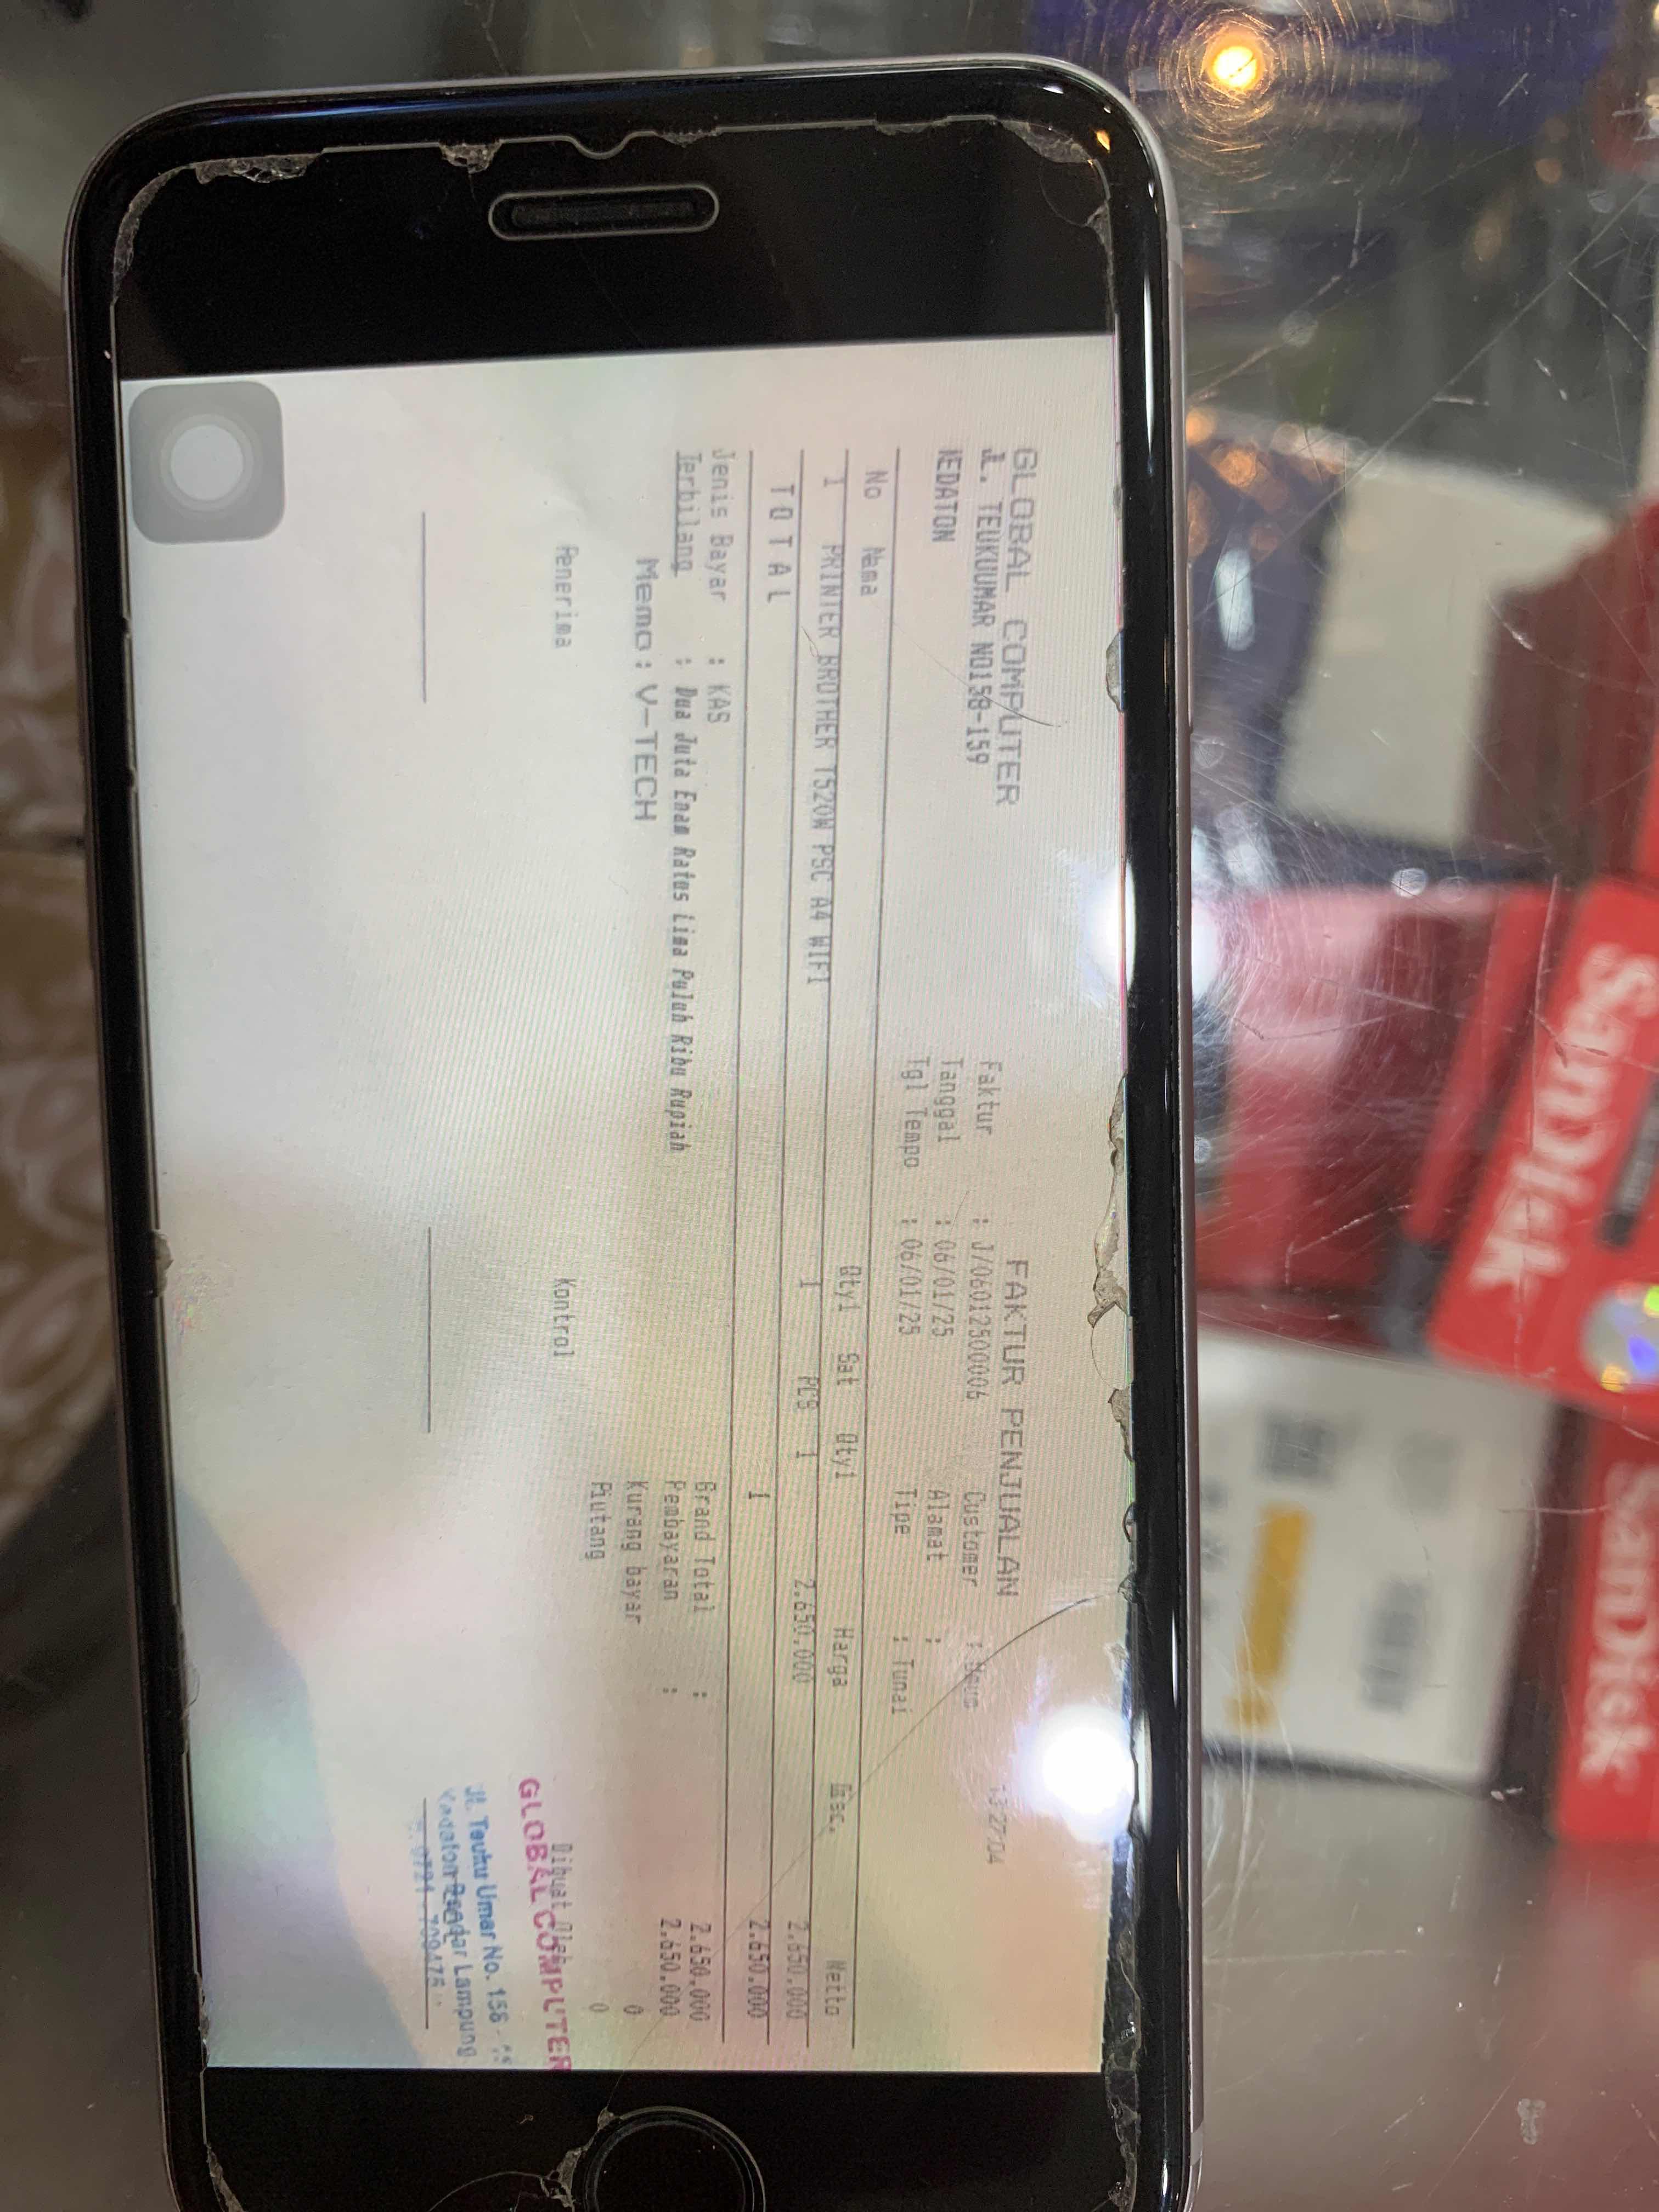 GLOBAL COMPUTER
JL. TEUKUUMAR NO158-159
KEDATON
FAKTUR PENJUALAN
Faktur : J/06012500006
Tanggal : 06/01/25
Tgl Tempo : 06/01/25
Customer :
Alamat :
Tipe : Tunai
No Nama Qty1 Sat Qty1 Harga Disc. Netto
1 PRINTER BROTHER T520W PSC A4 WIFI 1 PCS 1 2.650.000 2.650.000
T O T A L 1 2.650.000
Jenis Bayar : KAS
Terbilang : Dua Juta Enam Ratus Lima Puluh Ribu Rupiah
Memo : V-TECH
Grand Total : 2.650.000
Pembayaran : 2.650.000
Kurang bayar 0
Piutang 0
Penerima Kontrol Dibuat Oleh
GLOBAL COMPUTER
Jl. Teuku Umar No. 158 -
Kedaton Bandar Lampung
SanDisk
SanDisk